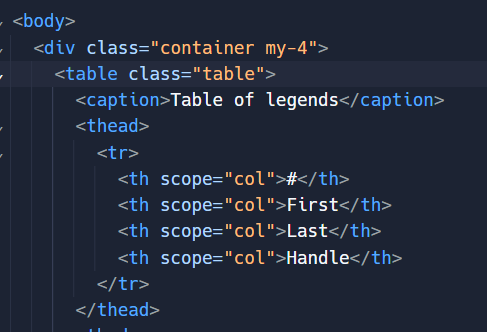 <body>
<div class="container my-4">
<table class="table">
<caption>Table of legends</caption>
<thead>
<tr>
<th scope="col">#</th>
<th scope="col">First</th>
<th scope="col">Last</th>
<th scope="col">Handle</th>
</tr>
</thead>